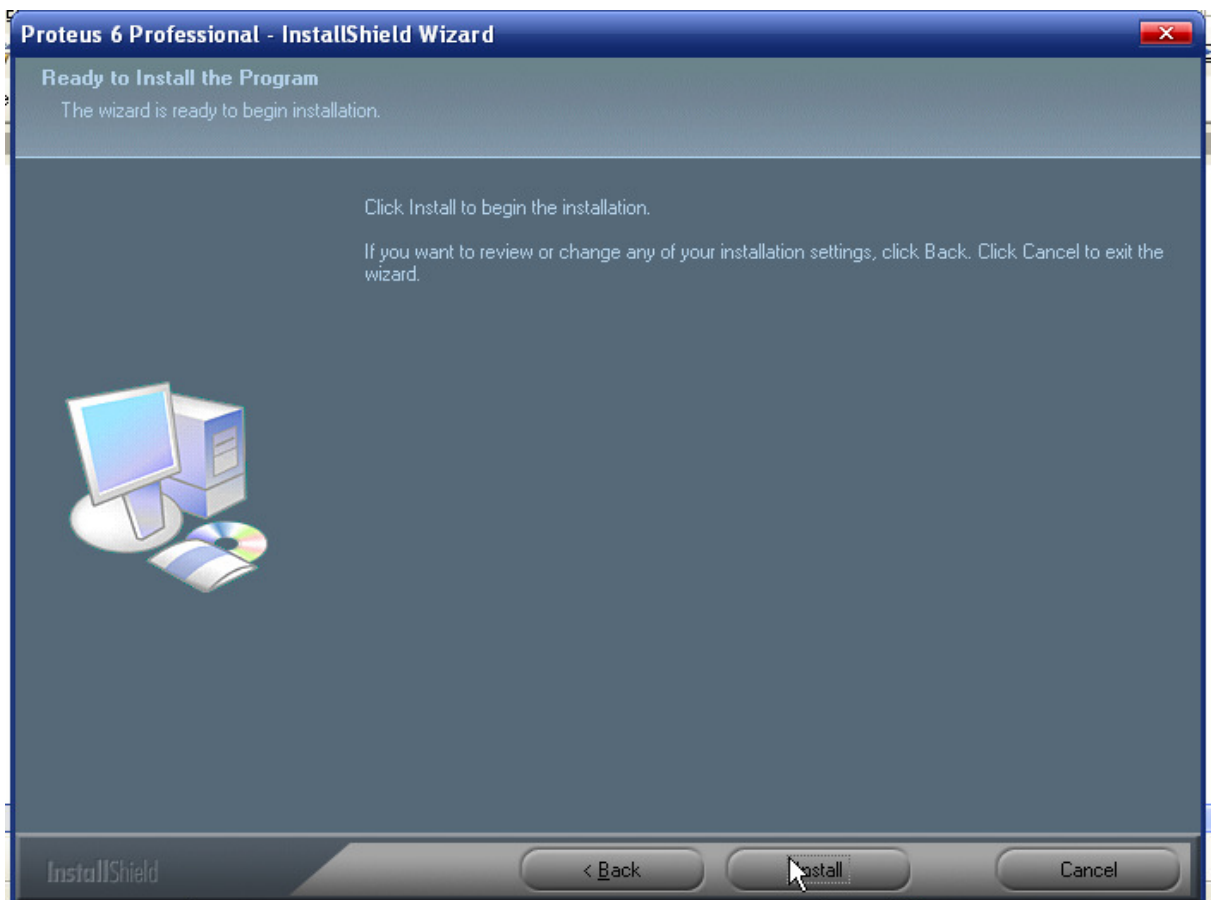 Proteus 6 Professional - InstallShield Wizard
Ready to Install the Program
The wizard is ready to begin installation.
Click Install to begin the installation.
If you want to review or change any of your installation settings, click Back. Click Cancel to exit the
wizard.
InstallShield
< Back
Install
Cancel